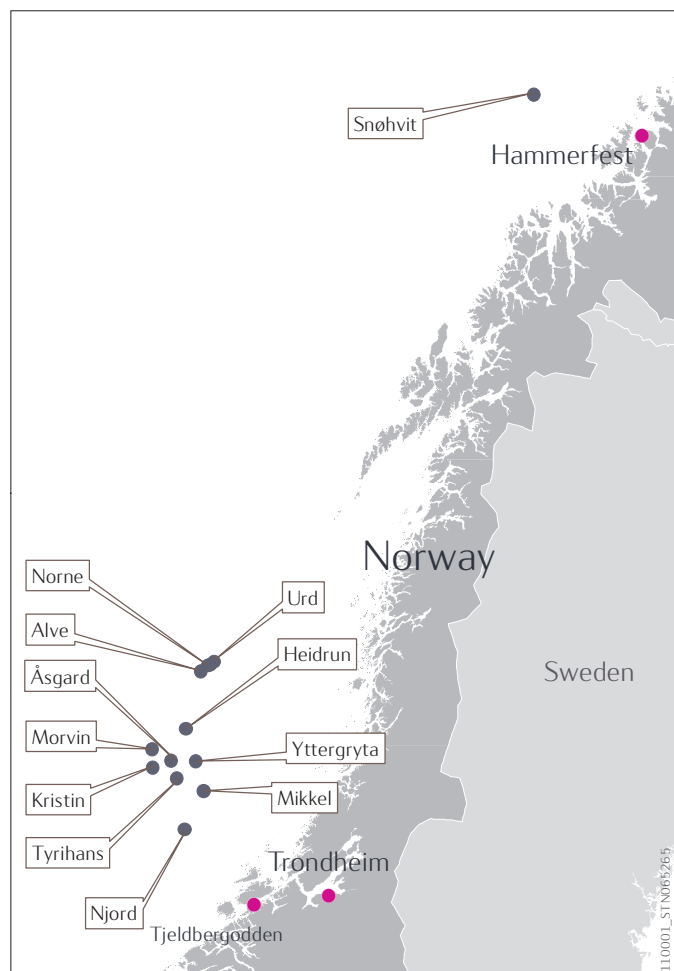 Snøhvit
Hammerfest
Norway
Norne
Urd
Alve
Heidrun
Åsgard
Sweden
Morvin
Yttergryta
Kristin
Mikkel
Tyrihans
Trondheim
Njord
Tjeldbergodden
110001_STN065265